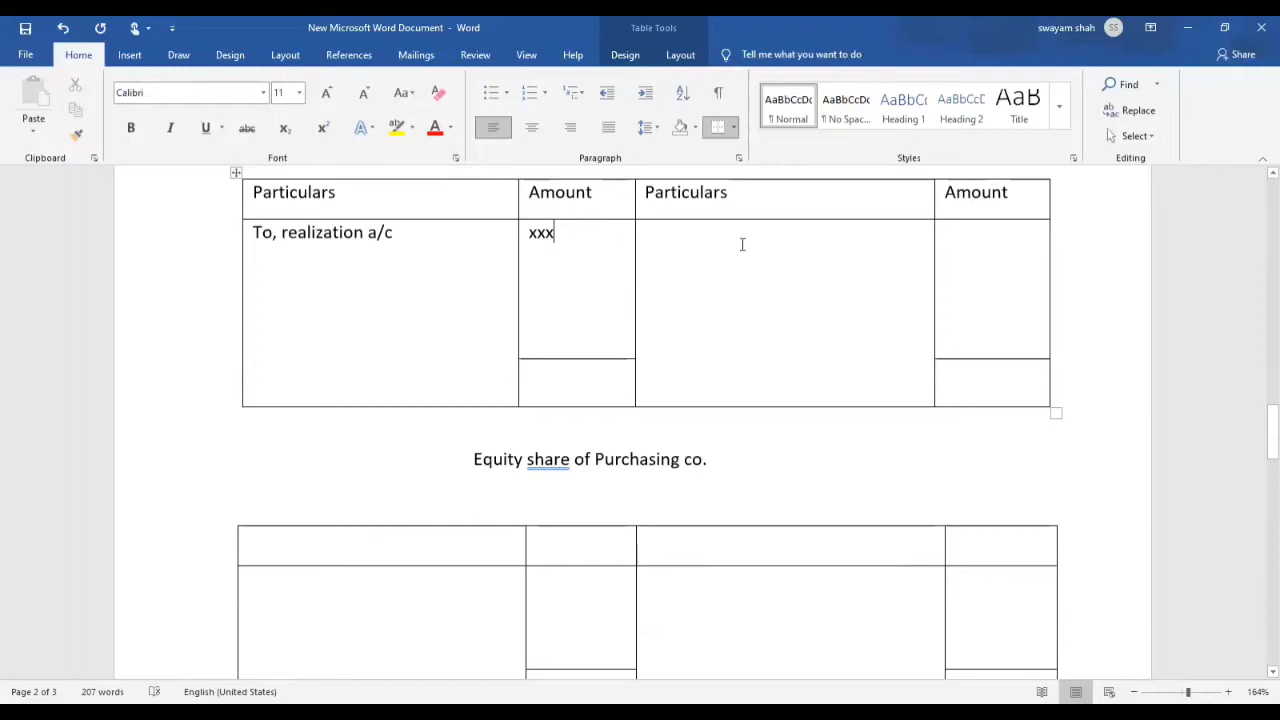 New Microsoft Word Document - Word
Table Tools
swayam shah
SS
File
Home
Insert
Draw
Design
Layout
References
Mailings
Review
View
Help
Design
Layout
Tell me what you want to do
Share
Paste
Clipboard
Calibri
11
Font
Paragraph
AaBbCcDc
¶ Normal
AaBbCcDc
¶ No Spac...
AaBbC(
Heading 1
AaBbCcD
Heading 2
AaB
Title
Styles
Find
Replace
Select
Editing
Particulars Amount Particulars Amount
To, realization a/c xxx
Equity share of Purchasing co.
Page 2 of 3 207 words English (United States) 164%